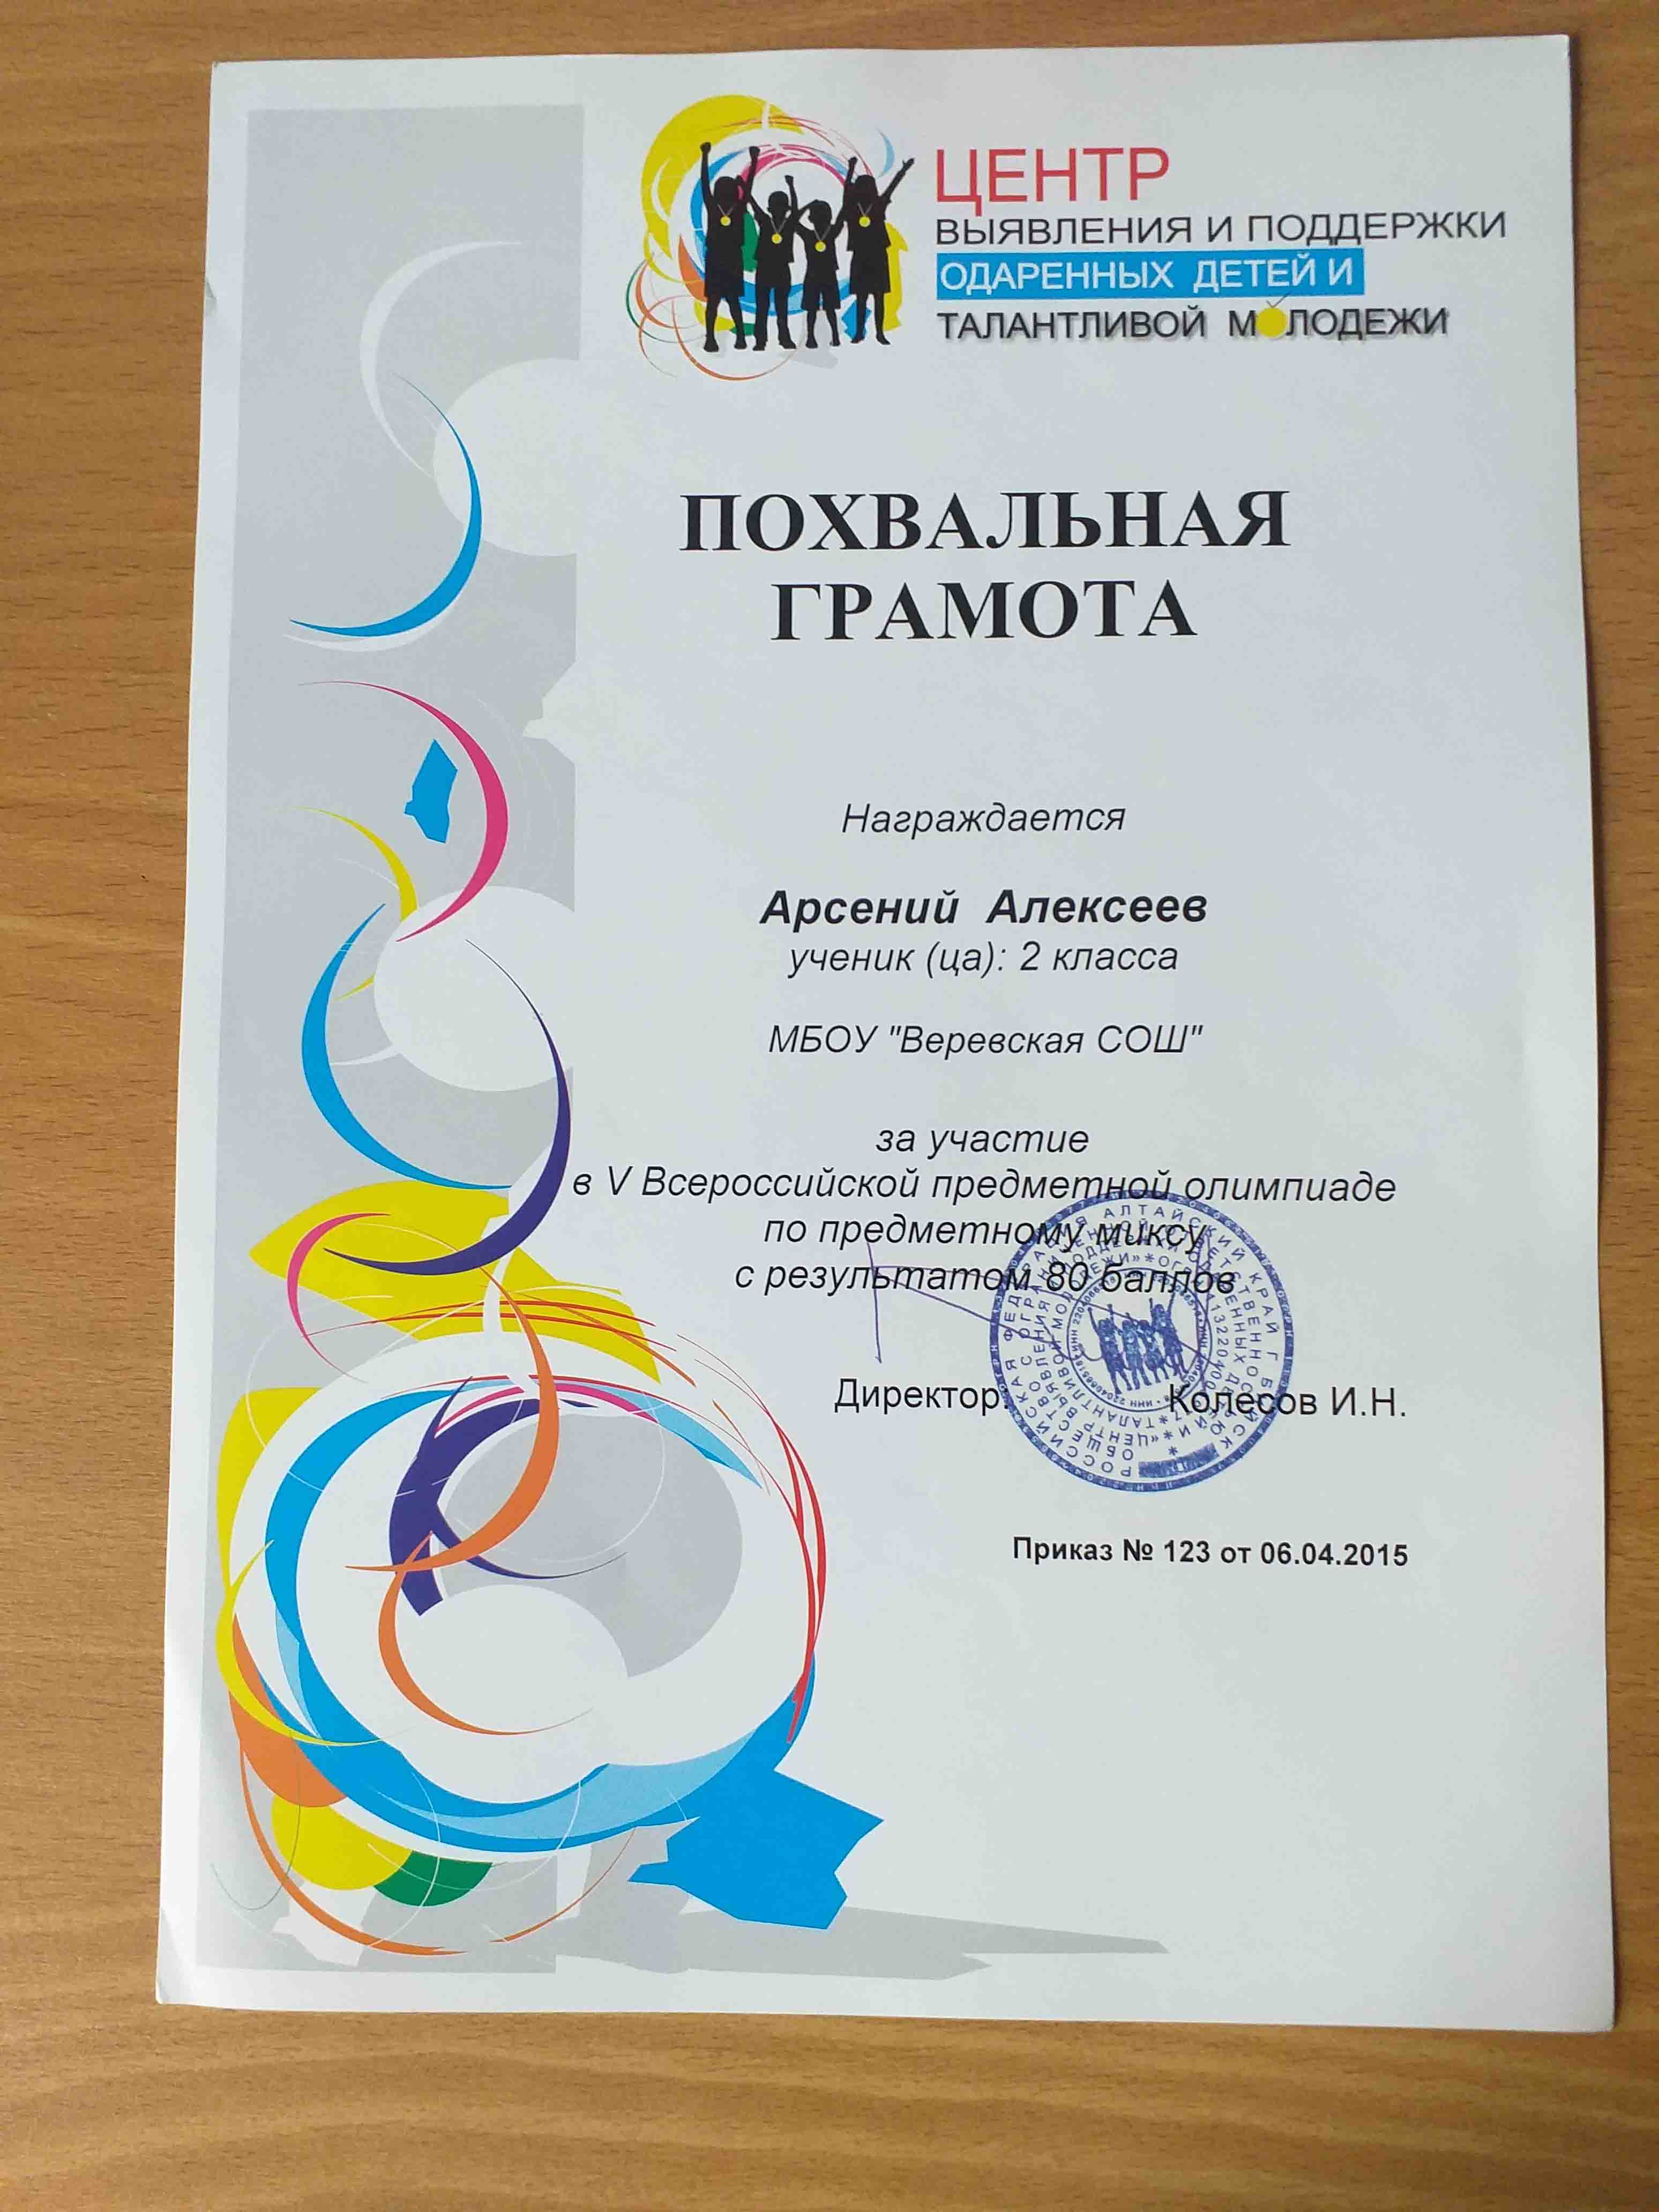 ЦЕНТР
ВЫЯВЛЕНИЯ И ПОДДЕРЖКИ
ОДАРЕННЫХ ДЕТЕЙ И
ТАЛАНТЛИВОЙ МОЛОДЕЖИ
ПОХВАЛЬНАЯ
ГРАМОТА
Награждается
Арсений Алексеев
ученик (ца): 2 класса
МБОУ "Веревская СОШ"
за участие
в V Всероссийской предметной олимпиаде
по предметному миксу
с результатом 80 баллов
Директор
Колесов И.Н.
Приказ № 123 от 06.04.2015